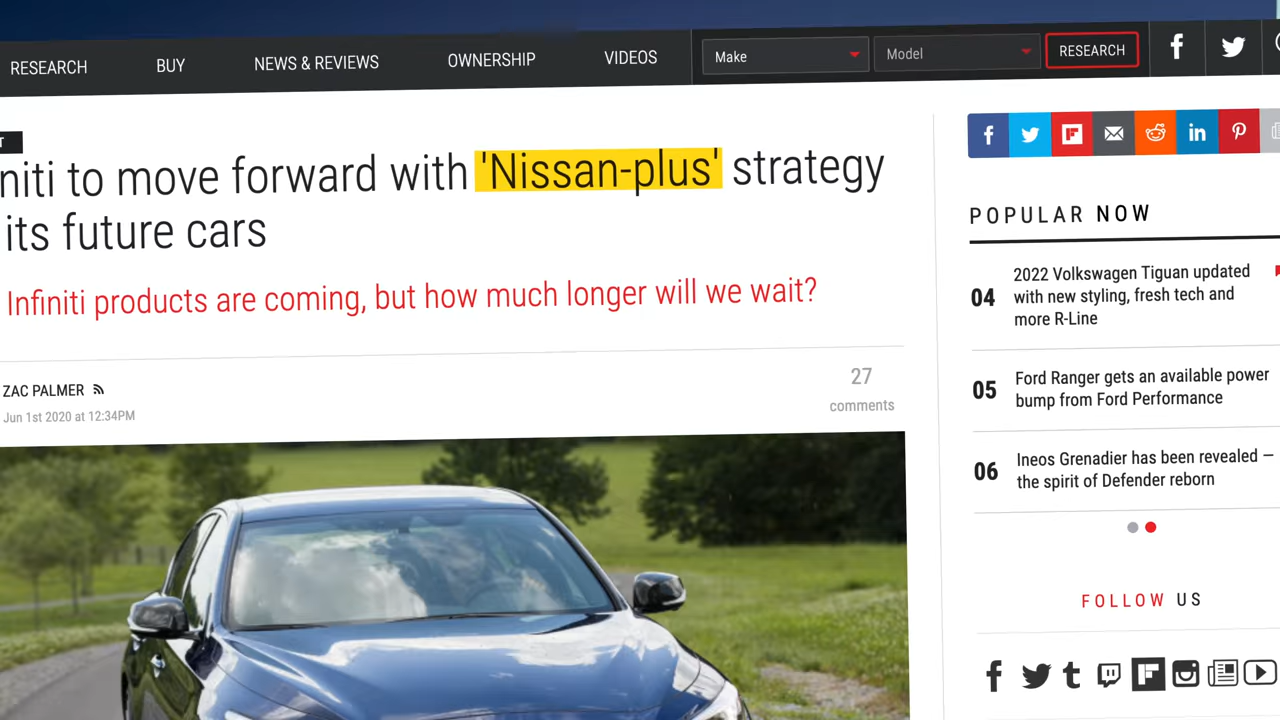 RESEARCH BUY NEWS & REVIEWS OWNERSHIP VIDEOS Make Model RESEARCH
T
niti to move forward with 'Nissan-plus' strategy
its future cars
Infiniti products are coming, but how much longer will we wait?
ZAC PALMER
Jun 1st 2020 at 12:34PM
27
comments
POPULAR NOW
04
2022 Volkswagen Tiguan updated
with new styling, fresh tech and
more R-Line
05
Ford Ranger gets an available power
bump from Ford Performance
06
Ineos Grenadier has been revealed —
the spirit of Defender reborn
FOLLOW US